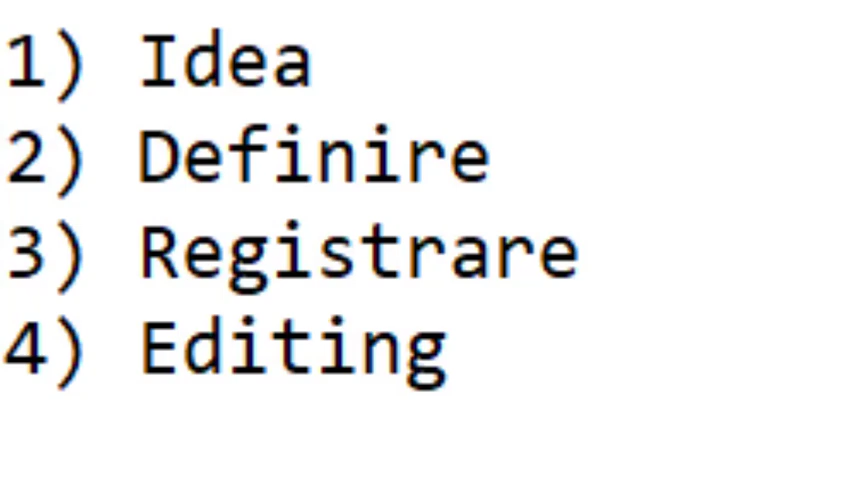 1) Idea
2) Definire
3) Registrare
4) Editing